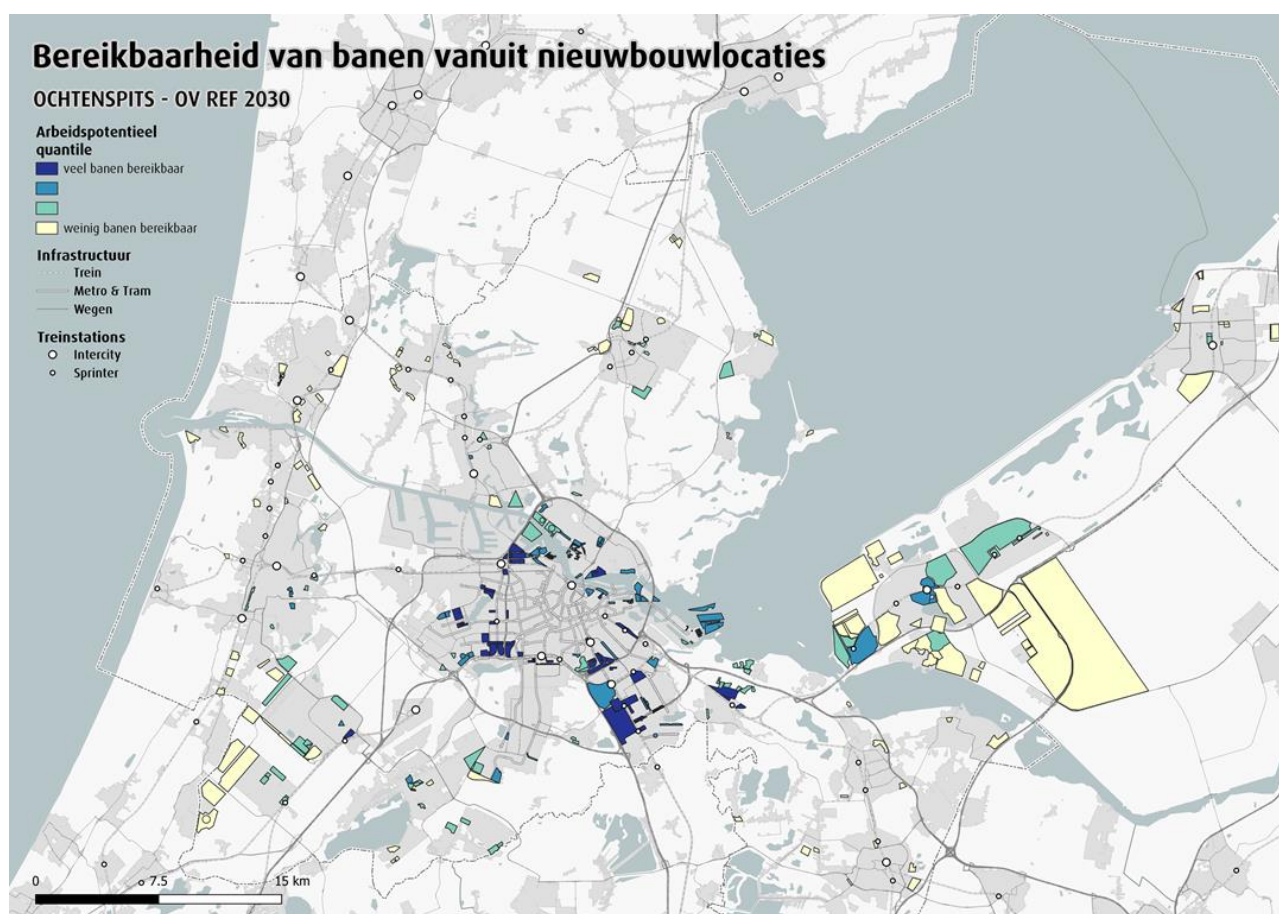 Bereikbaarheid van banen vanuit nieuwbouwlocaties
OCHTENSPITS - OV REF 2030
Arbeidspotentieel
quantile
veel banen bereikbaar
weinig banen bereikbaar
Infrastructuur
Trein
Metro & Tram
Wegen
Treinstations
Intercity
Sprinter
0 7.5 15 km